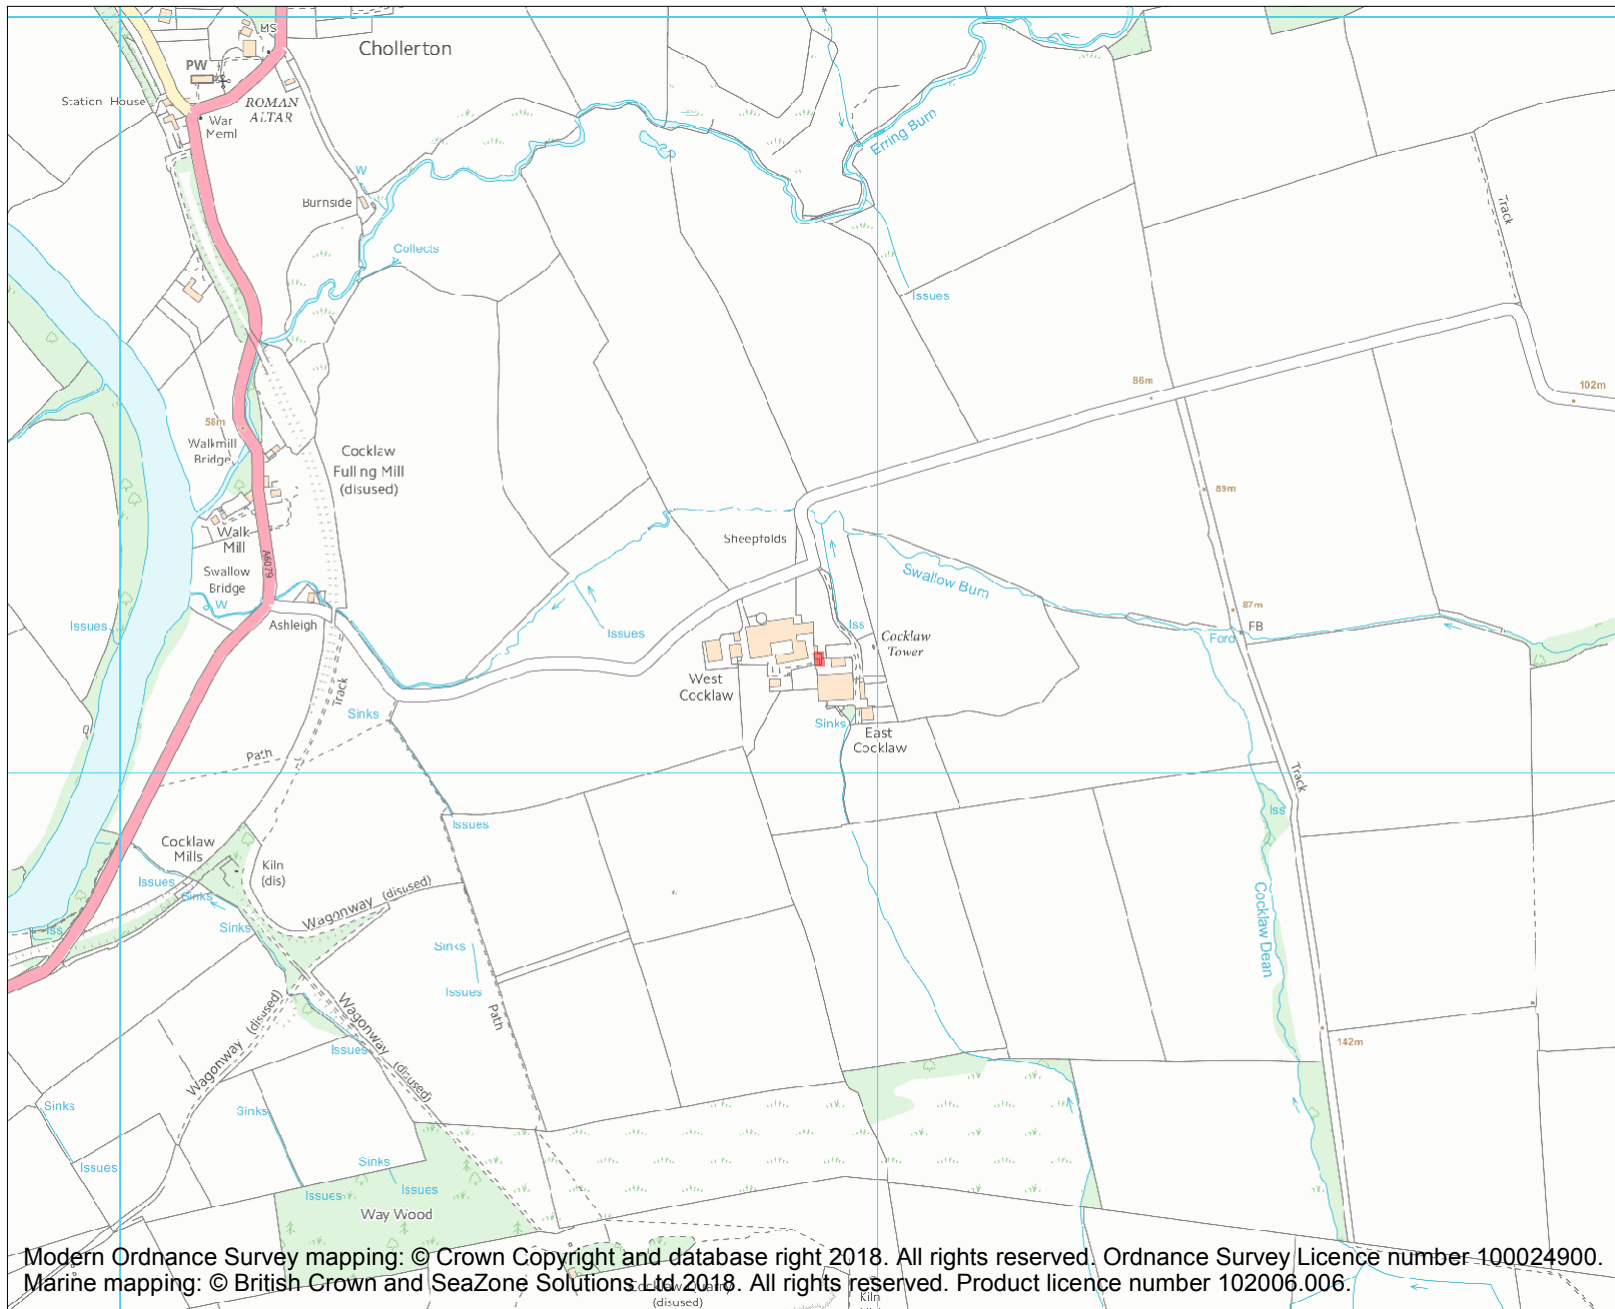 MS
Chollerton
PW
Station House
ROMAN
ALTAR
War
Meml
Erring Burn
W
Burnside
Track
Collects
Issues
86m
102m
58m
Walkmill
Bridge
Cocklaw
Fulling Mill
(disused)
89m
Walk
Mill
A6079
Sheepfolds
Swallow
Bridge
Swallow Burn
W
87m
Issues
Ashleigh
Issues
Iss
FB
Ford
Cocklaw
Tower
West
Cocklaw
Track
Sinks
Sinks
East
Cocklaw
Path
Track
Iss
Issues
Cocklaw
Mills
Kiln
(dis)
Issues
Sinks
Wagonway (disused)
Sinks
Iss
Sinks
Cocklaw Dean
Issues
Wagonway (disused)
Wagonway (disused)
Path
Issues
142m
Sinks
Sinks
Issues
Sinks
Issues
Issues
Way Wood
Modern Ordnance Survey mapping: © Crown Copyright and database right 2018. All rights reserved. Ordnance Survey Licence number 100024900.
Marine mapping: © British Crown and SeaZone Solutions Ltd 2018. All rights reserved. Product licence number 102006.006.
(disused)
Kiln